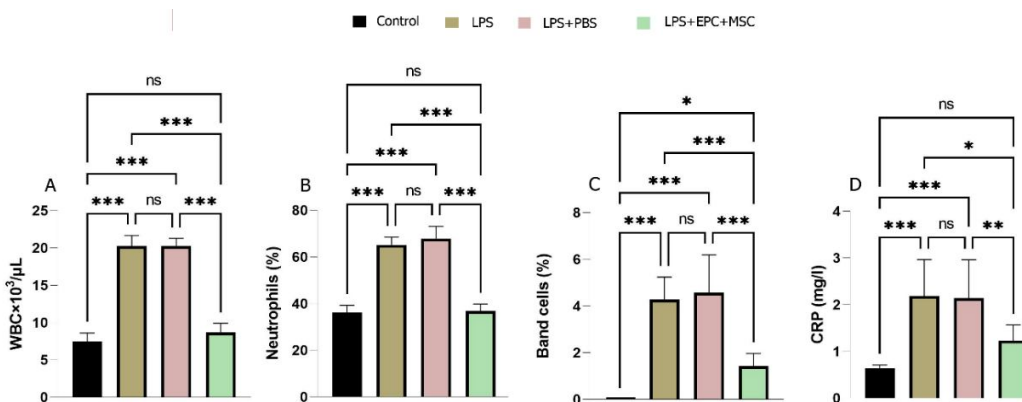 Control LPS LPS+PBS LPS+EPC+MSC
A
ns
***
***
*** ns ***
WBC×10³/µL
25
20
15
10
5
0
B
ns
***
***
*** ns ***
Neutrophils (%)
80
60
40
20
0
C
*
***
***
*** ns ***
Band cells (%)
8
6
4
2
0
D
ns
*
***
*** ns **
CRP (mg/l)
4
3
2
1
0